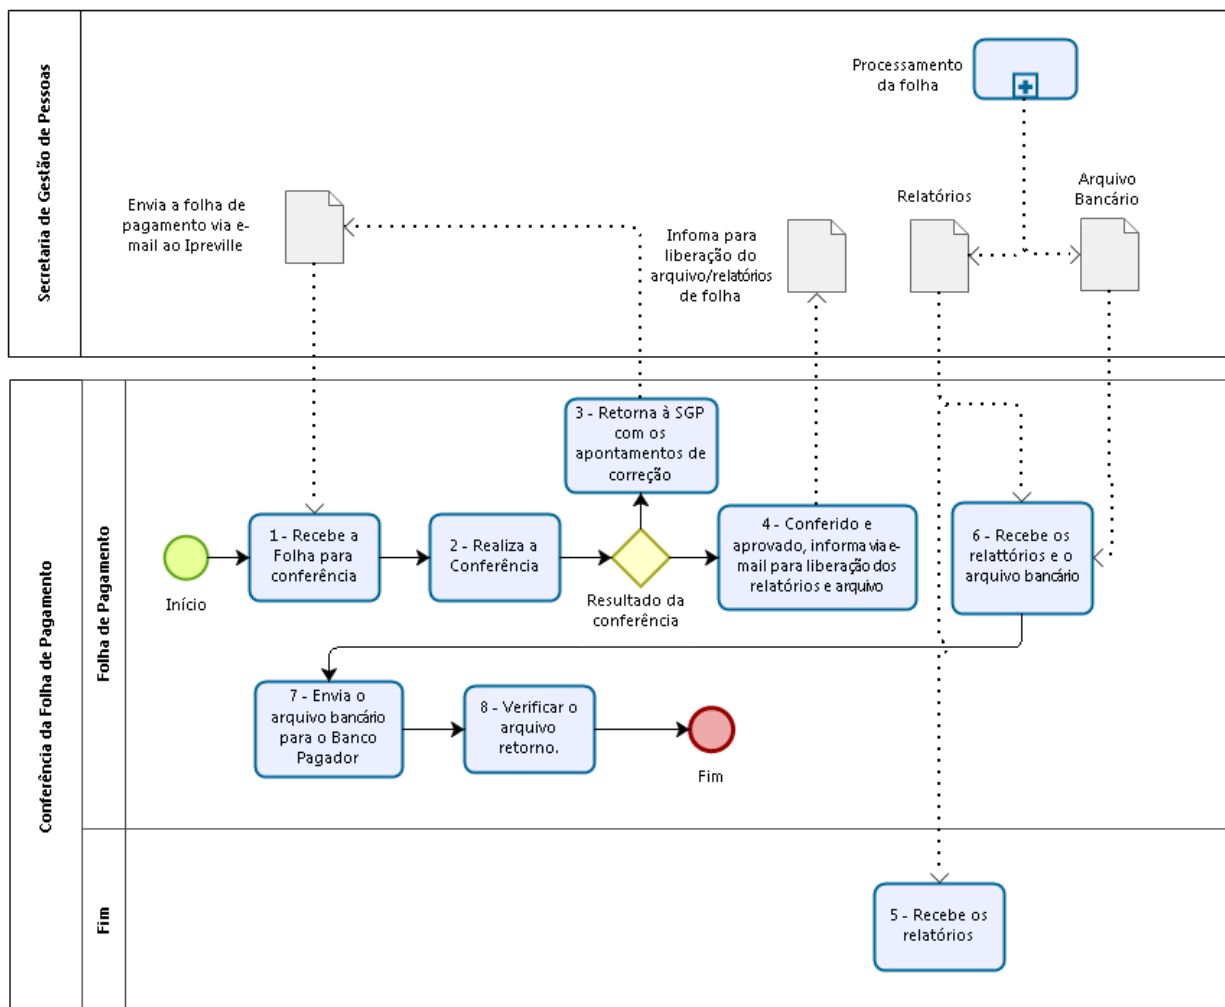 Secretaria de Gestão de Pessoas
Processamento
da folha
Envia a folha de
pagamento via e-
mail ao Ipreville
Infoma para
liberação do
arquivo/relatórios
de folha
Relatórios
Arquivo
Bancário
Conferência da Folha de Pagamento
Folha de Pagamento
3 - Retorna à SGP
com os
apontamentos de
correção
Início
1 - Recebe a
Folha para
conferência
2 - Realiza a
Conferência
Resultado da
conferência
4 - Conferido e
aprovado, informa via e-
mail para liberação dos
relatórios e arquivo
6 - Recebe os
relattórios e o
arquivo bancário
7 - Envia o
arquivo bancário
para o Banco
Pagador
8 - Verificar o
arquivo
retorno.
Fim
Fim
5 - Recebe os
relatórios